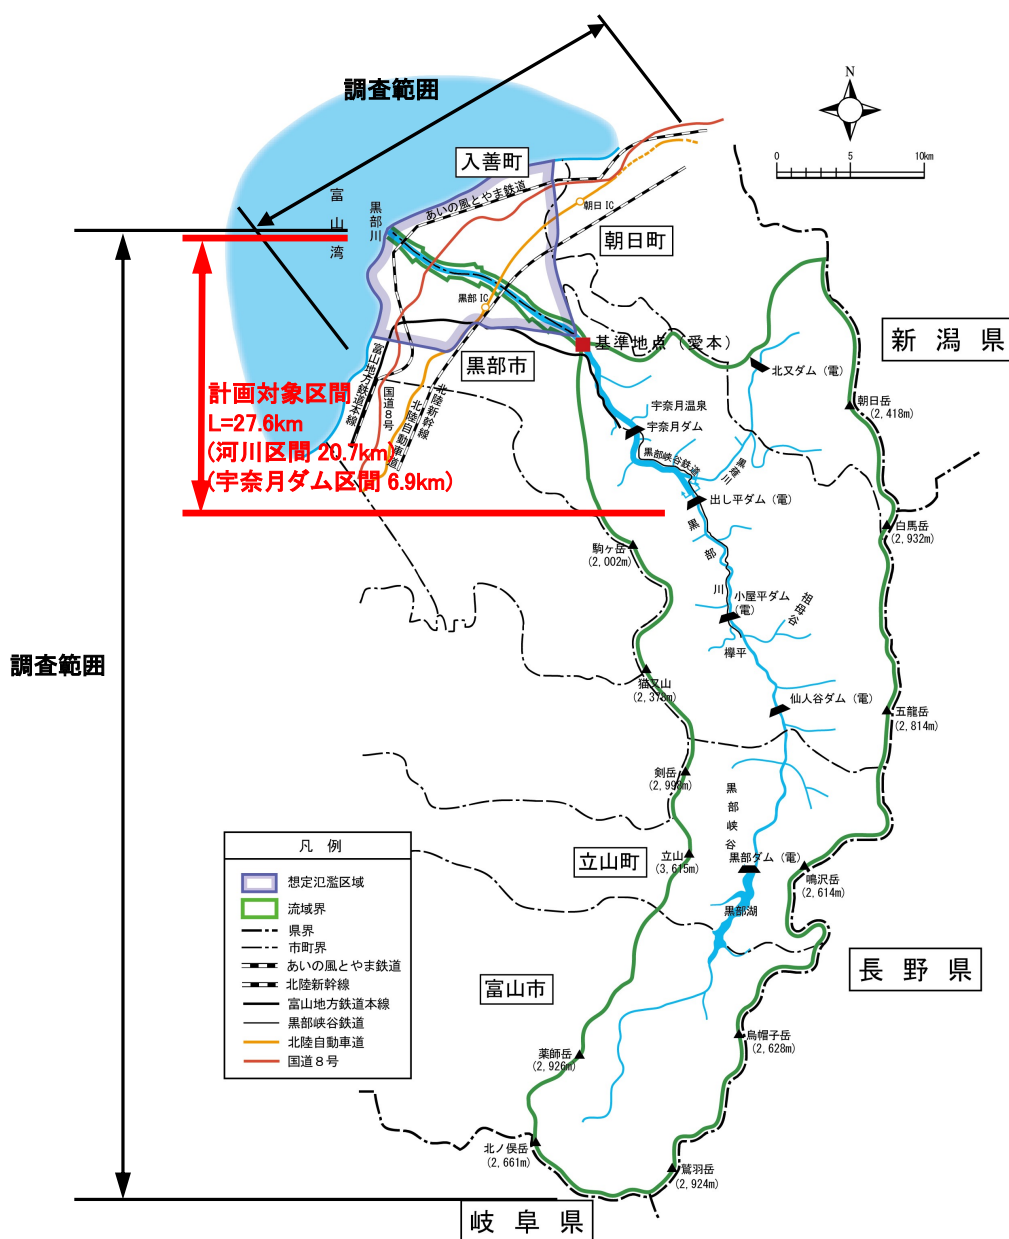 調査範囲
N
0
5
10km
入善町
あいの風とやま鉄道
朝日 IC
富山湾
黒部川
朝日町
黒部 IC
基準地点（愛本）
新潟県
黒部市
北又ダム（電）
富山地方鉄道本線
国道８号
北陸自動車道
北陸新幹線
計画対象区間
L=27.6km
(河川区間 20.7km)
(宇奈月ダム区間 6.9km)
朝日岳
(2,418m)
宇奈月温泉
宇奈月ダム
黒部峡谷鉄道
黒薙川
出し平ダム（電）
白馬岳
(2,932m)
黒部川
駒ヶ岳
(2,002m)
小屋平ダム
(電)
祖母谷
欅平
調査範囲
猫又山
(2,378m)
仙人谷ダム（電）
五龍岳
(2,814m)
剣岳
(2,998m)
黒部峡谷
立山町
立山
(3,615m)
黒部ダム（電）
鳴沢岳
(2,614m)
黒部湖
凡 例
想定氾濫区域
流域界
県界
市町界
あいの風とやま鉄道
北陸新幹線
富山地方鉄道本線
黒部峡谷鉄道
北陸自動車道
国道８号
長野県
富山市
烏帽子岳
(2,628m)
薬師岳
(2,926m)
北ノ俣岳
(2,661m)
鷲羽岳
(2,924m)
岐阜県